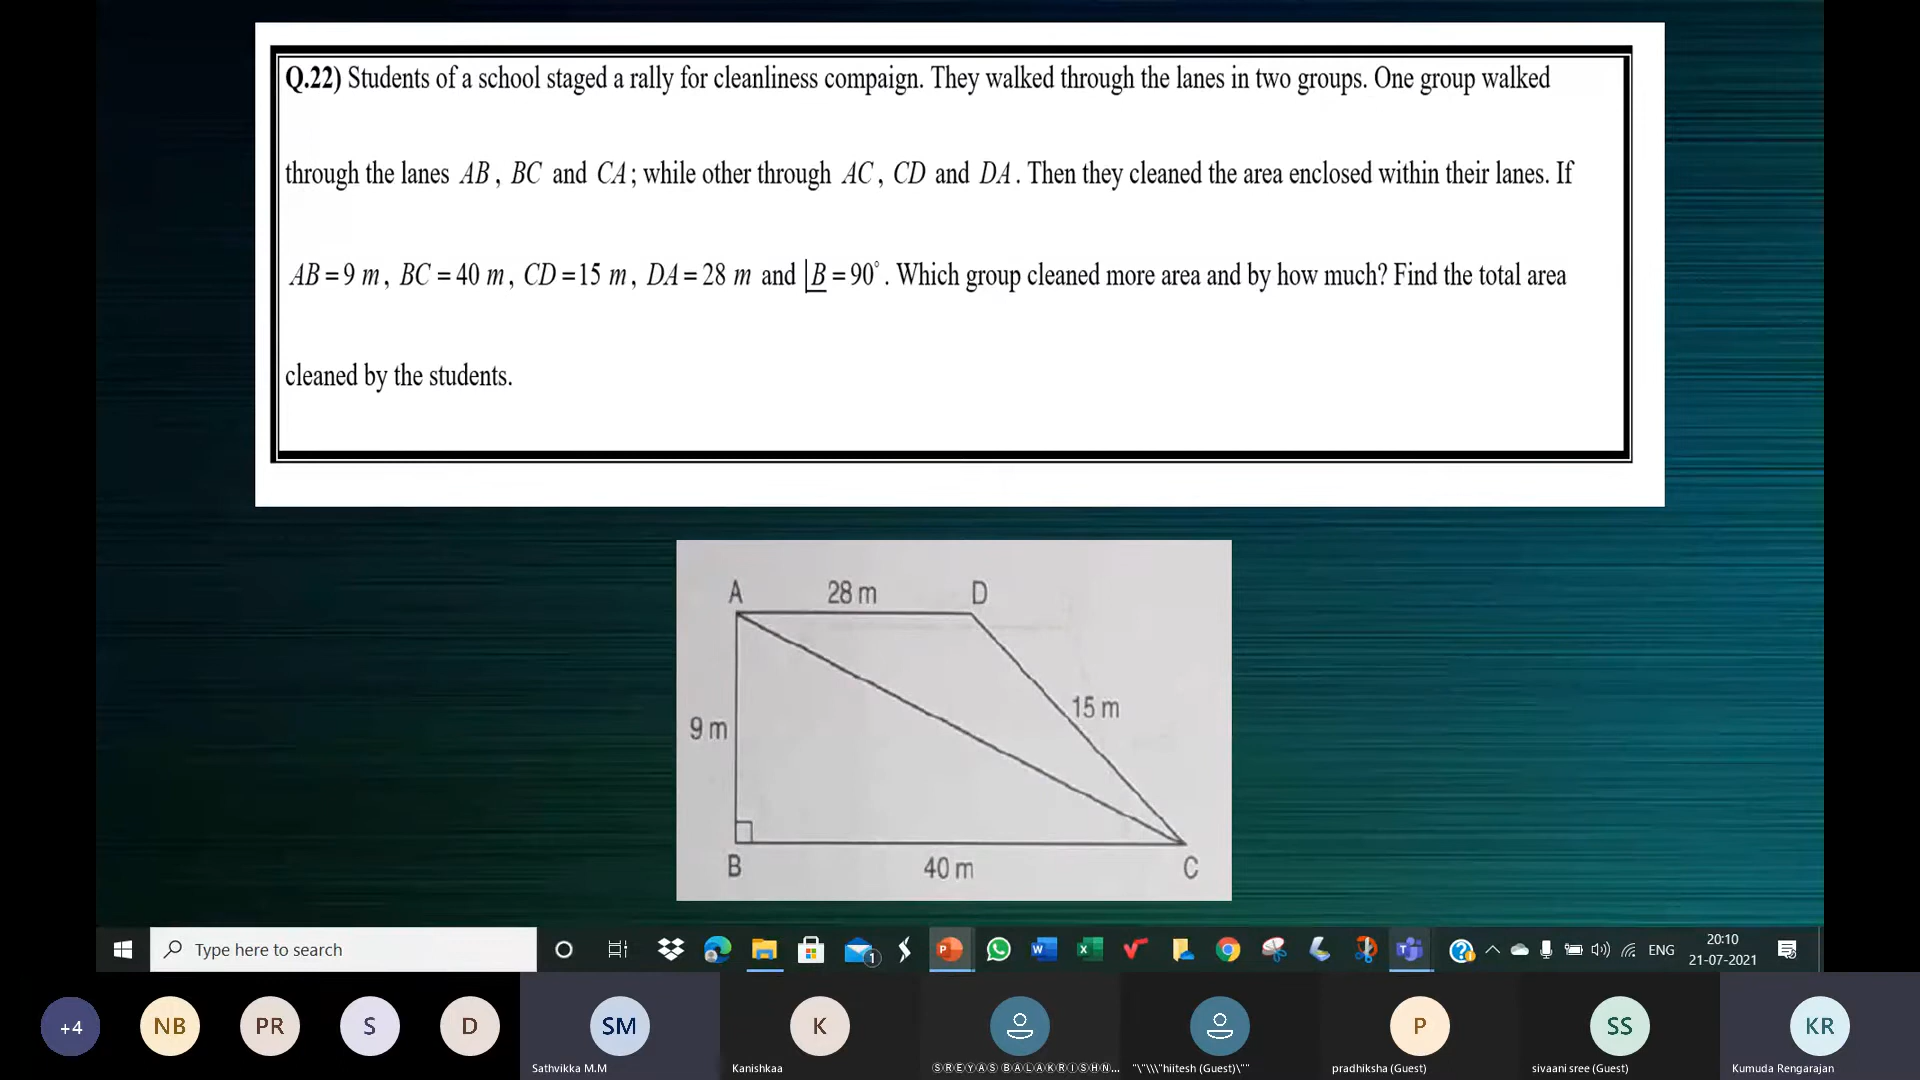 Q.22) Students of a school staged a rally for cleanliness compaign. They walked through the lanes in two groups. One group walked
through the lanes AB, BC and CA; while other through AC, CD and DA. Then they cleaned the area enclosed within their lanes. If
AB=9 m, BC=40 m, CD=15 m, DA=28 m and |B=90°. Which group cleaned more area and by how much? Find the total area
cleaned by the students.
A 28 m D
9 m
15 m
B 40 m C
Type here to search
1
ENG
20:10
21-07-2021
+4
NB
PR
S
D
SM
K
P
SS
KR
Sathvikka M.M
Kanishkaa
ⓈⓇⒺⓎⒶⓈ ⒷⒶⓁⒶⓀⓇⒾⓈⒽⓃ...
"\"\\\"hiitesh (Guest)\""
pradhiksha (Guest)
sivaani sree (Guest)
Kumuda Rengarajan